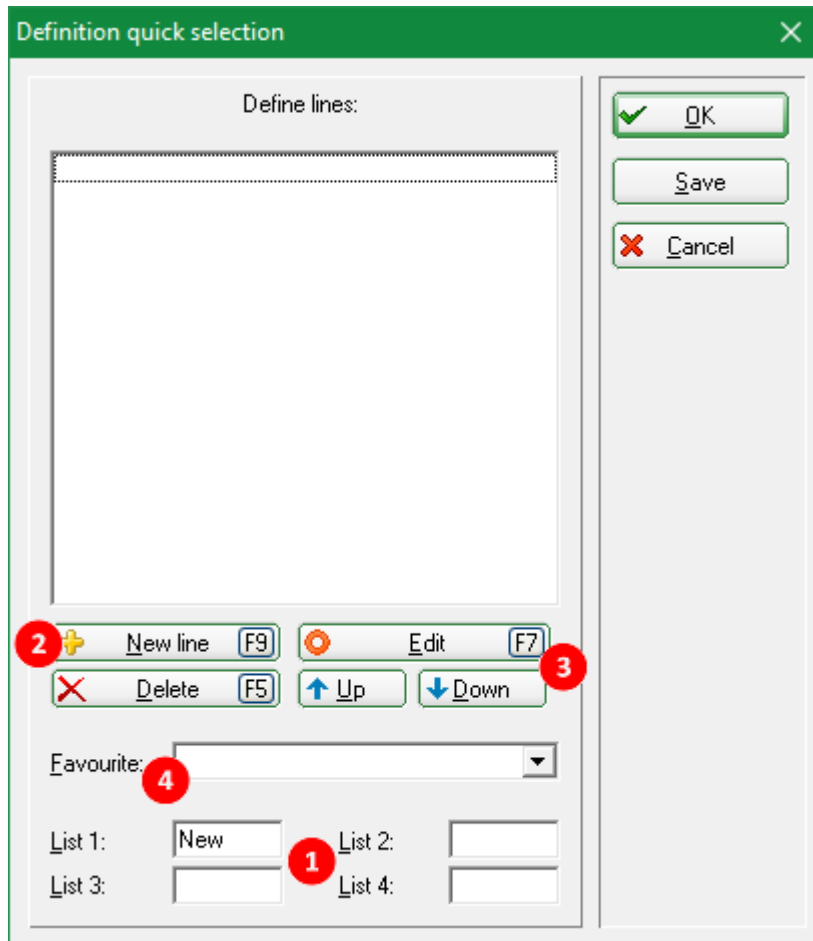 Definition quick selection
Define lines:
OK
Save
Cancel
2 New line F9 Edit F7
3
Delete F5 Up Down
Favourite:
4
List 1: New 1 List 2:
List 3: List 4: